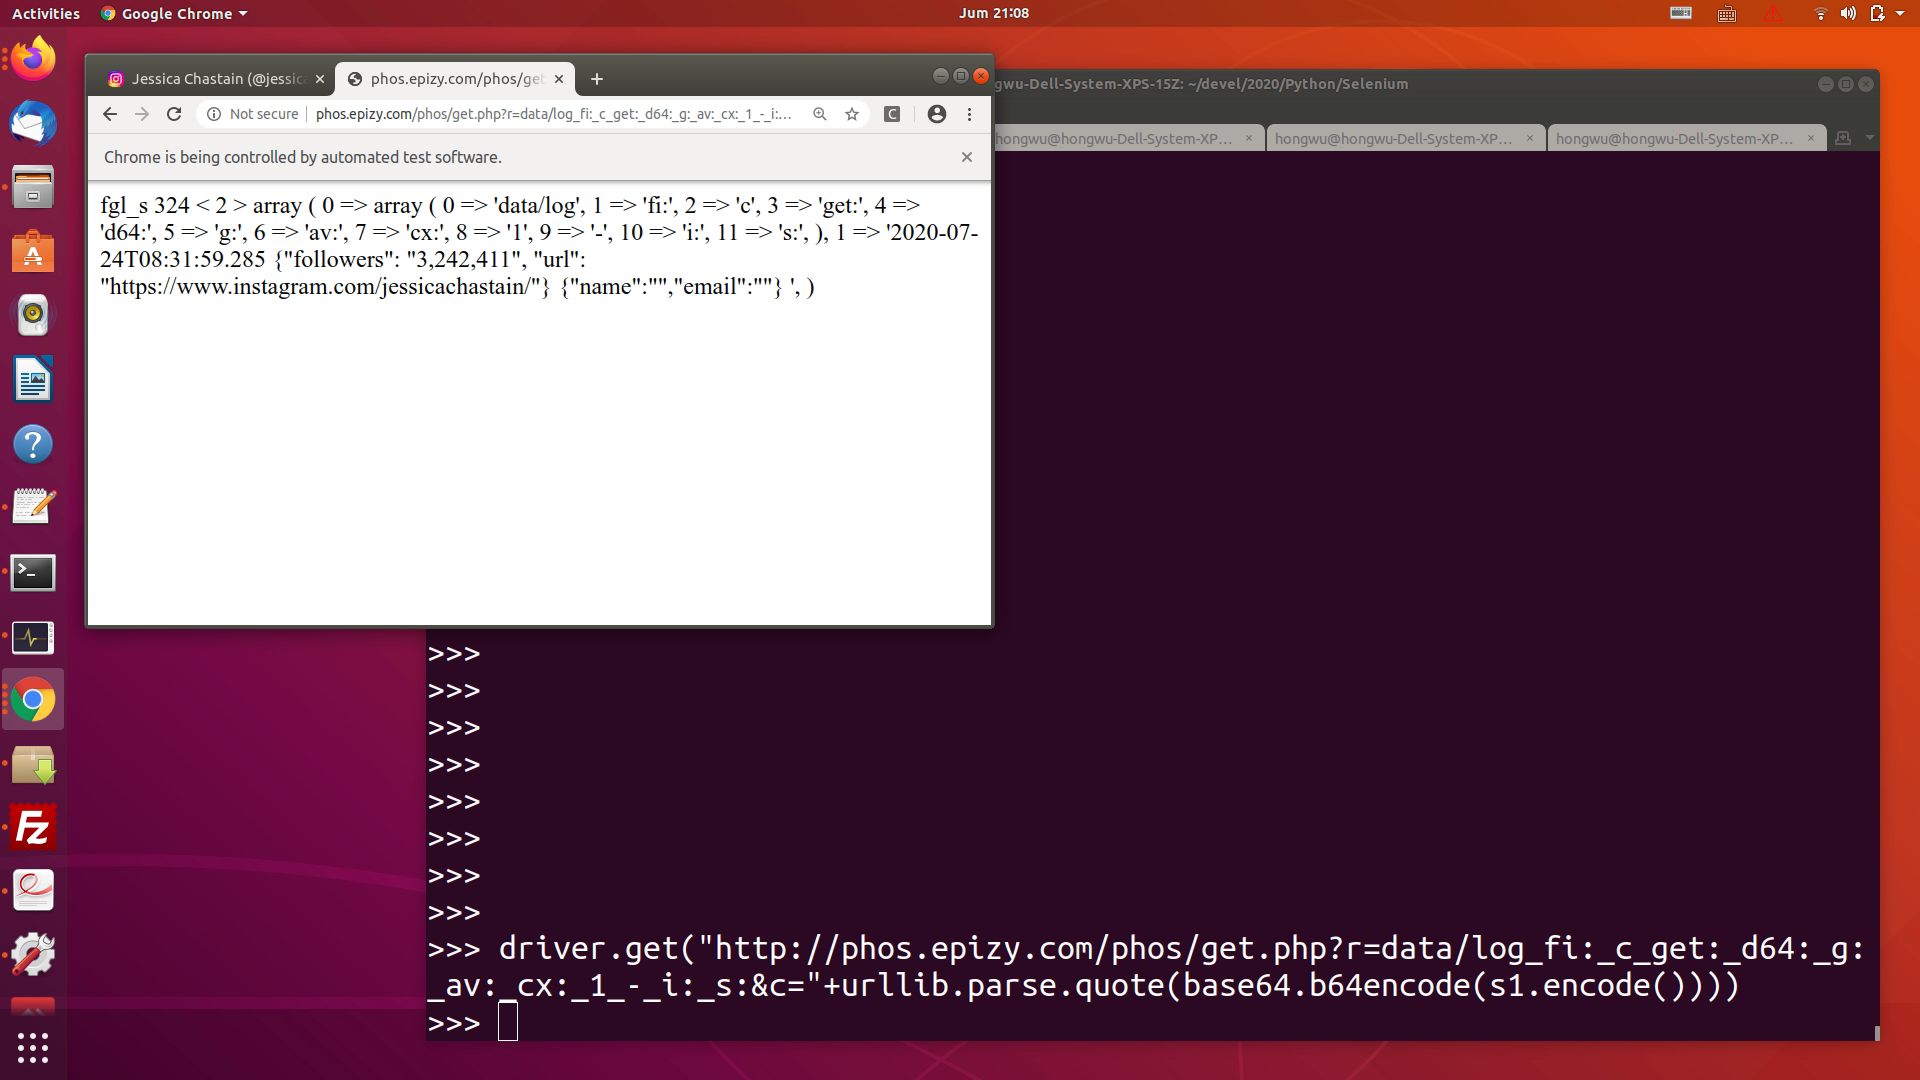 Activities
Google Chrome
Jum 21:08
Jessica Chastain (@jessic
phos.epizy.com/phos/get
Not secure
phos.epizy.com/phos/get.php?r=data/log_fi:_c_get:_d64:_g:_av:_cx:_1_-_i:...
Chrome is being controlled by automated test software.
fgl_s 324 < 2 > array ( 0 => array ( 0 => 'data/log', 1 => 'fi:', 2 => 'c', 3 => 'get:', 4 =>
'd64:', 5 => 'g:', 6 => 'av:', 7 => 'cx:', 8 => '1', 9 => '-', 10 => 'i:', 11 => 's:', ), 1 => '2020-07-
24T08:31:59.285 {"followers": "3,242,411", "url":
"https://www.instagram.com/jessicachastain/"} {"name":"","email":""} ', )
ngwu-Dell-System-XPS-15Z: ~/devel/2020/Python/Selenium
hongwu@hongwu-Dell-System-XP...
hongwu@hongwu-Dell-System-XP...
hongwu@hongwu-Dell-System-XP...
>>>
>>>
>>>
>>>
>>>
>>>
>>>
>>>
>>> driver.get("http://phos.epizy.com/phos/get.php?r=data/log_fi:_c_get:_d64:_g:
_av:_cx:_1_-_i:_s:&c="+urllib.parse.quote(base64.b64encode(s1.encode())))
>>>